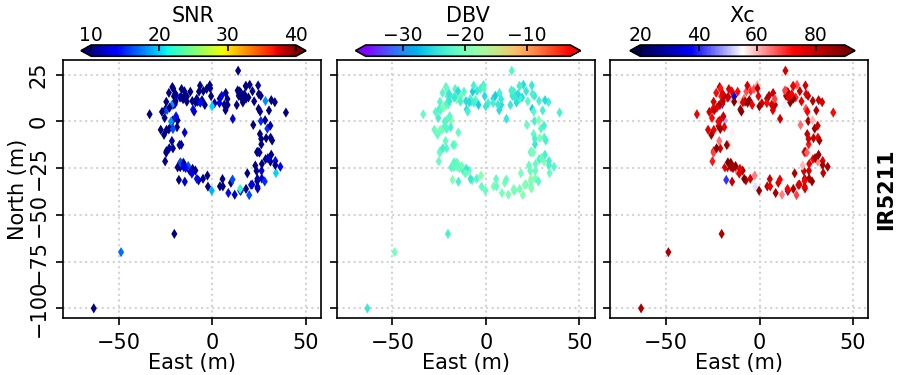 SNR DBV Xc
10 20 30 40 −30 −20 −10 20 40 60 80
25
0
−25
−50
−75
−100
North (m)
IR5211
−50 0 50 −50 0 50 −50 0 50
East (m) East (m) East (m)